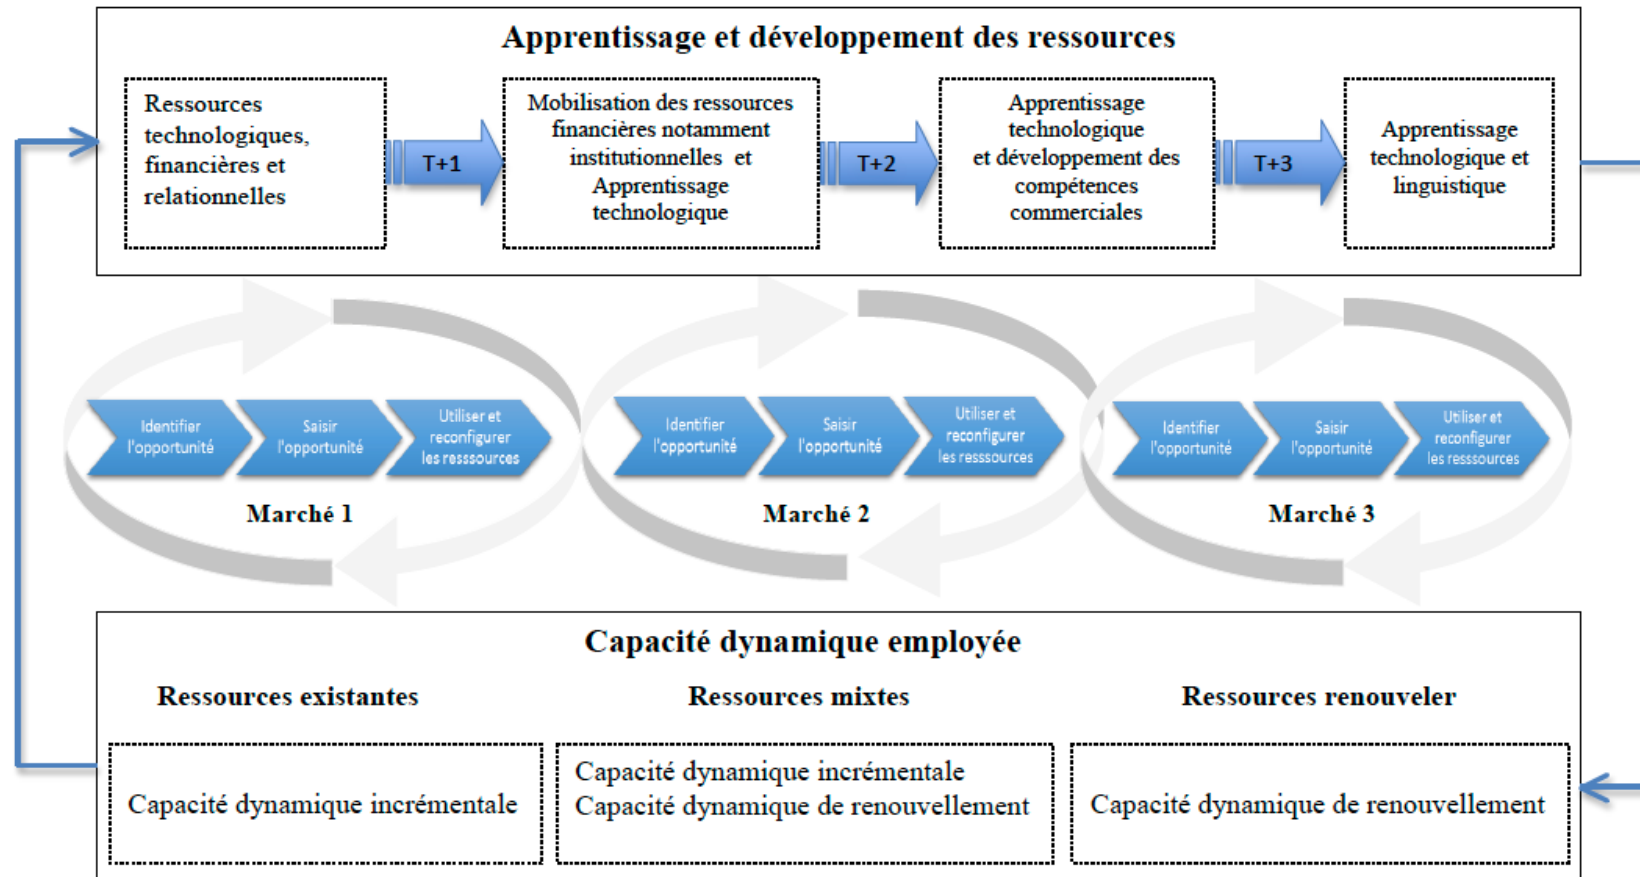 Apprentissage et développement des ressources
Ressources
technologiques,
financières et
relationnelles
T+1
Mobilisation des ressources
financières notamment
institutionnelles et
Apprentissage
technologique
T+2
Apprentissage
technologique
et développement des
compétences
commerciales
T+3
Apprentissage
technologique et
linguistique
Identifier
l'opportunité
Saisir
l'opportunité
Utiliser et
reconfigurer
les resssources
Marché 1
Identifier
l'opportunité
Saisir
l'opportunité
Utiliser et
reconfigurer
les resssources
Marché 2
Identifier
l'opportunité
Saisir
l'opportunité
Utiliser et
reconfigurer
les resssources
Marché 3
Capacité dynamique employée
Ressources existantes
Ressources mixtes
Ressources renouveler
Capacité dynamique incrémentale
Capacité dynamique incrémentale
Capacité dynamique de renouvellement
Capacité dynamique de renouvellement